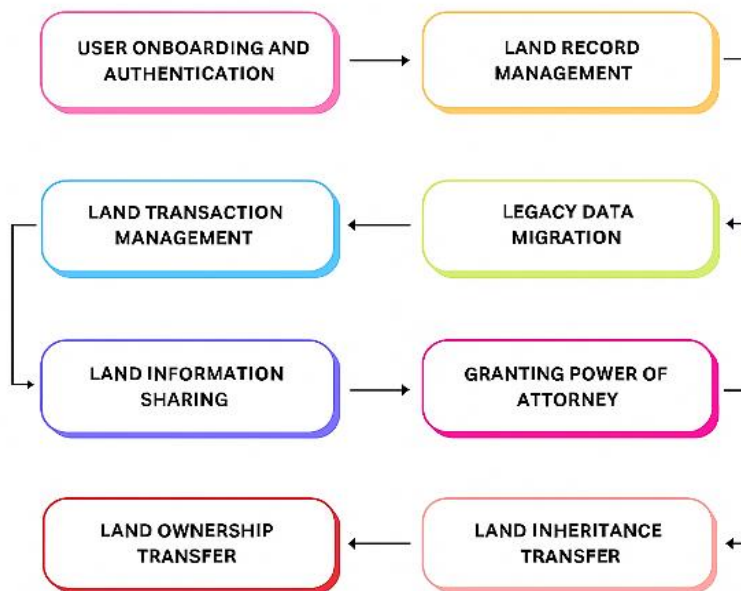 USER ONBOARDING AND
AUTHENTICATION
LAND RECORD
MANAGEMENT
LAND TRANSACTION
MANAGEMENT
LEGACY DATA
MIGRATION
LAND INFORMATION
SHARING
GRANTING POWER OF
ATTORNEY
LAND OWNERSHIP
TRANSFER
LAND INHERITANCE
TRANSFER